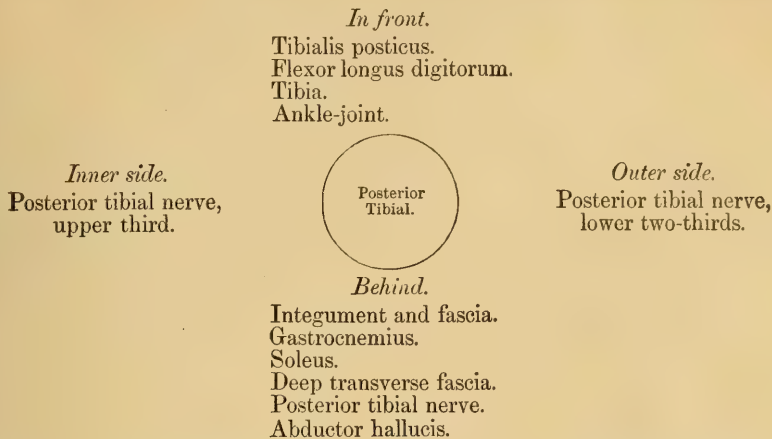 In front.
Tibialis posticus.
Flexor longus digitorum.
Tibia.
Ankle-joint.
Inner side.
Posterior tibial nerve,
upper third.
Posterior
Tibial.
Outer side.
Posterior tibial nerve,
lower two-thirds.
Behind.
Integument and fascia.
Gastrocnemius.
Soleus.
Deep transverse fascia.
Posterior tibial nerve.
Abductor hallucis.